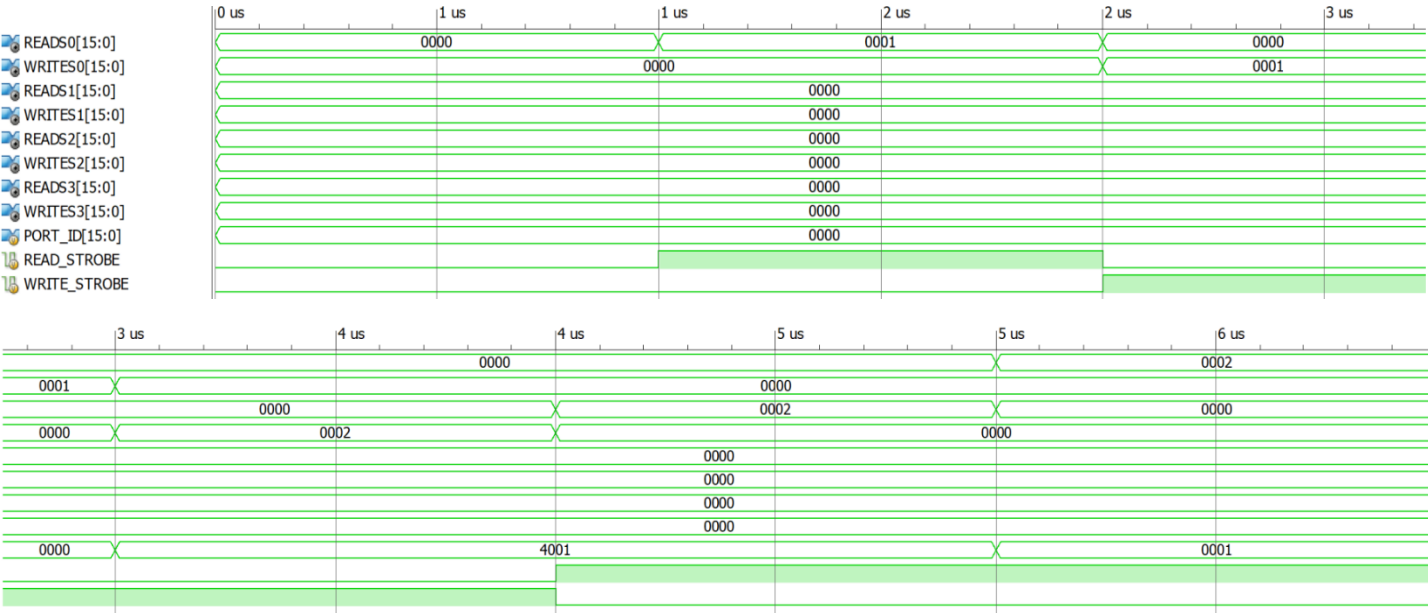 0 us 1 us 1 us 2 us 2 us 3 us
READS0[15:0] 0000 0001 0000
WRITES0[15:0] 0000 0001
READS1[15:0] 0000
WRITES1[15:0] 0000
READS2[15:0] 0000
WRITES2[15:0] 0000
READS3[15:0] 0000
WRITES3[15:0] 0000
PORT_ID[15:0] 0000
READ_STROBE
WRITE_STROBE
3 us 4 us 4 us 5 us 5 us 6 us
0000 0002
0001 0000
0000 0002 0000
0000 0002 0000
0000
0000
0000
0000
0000 4001 0001